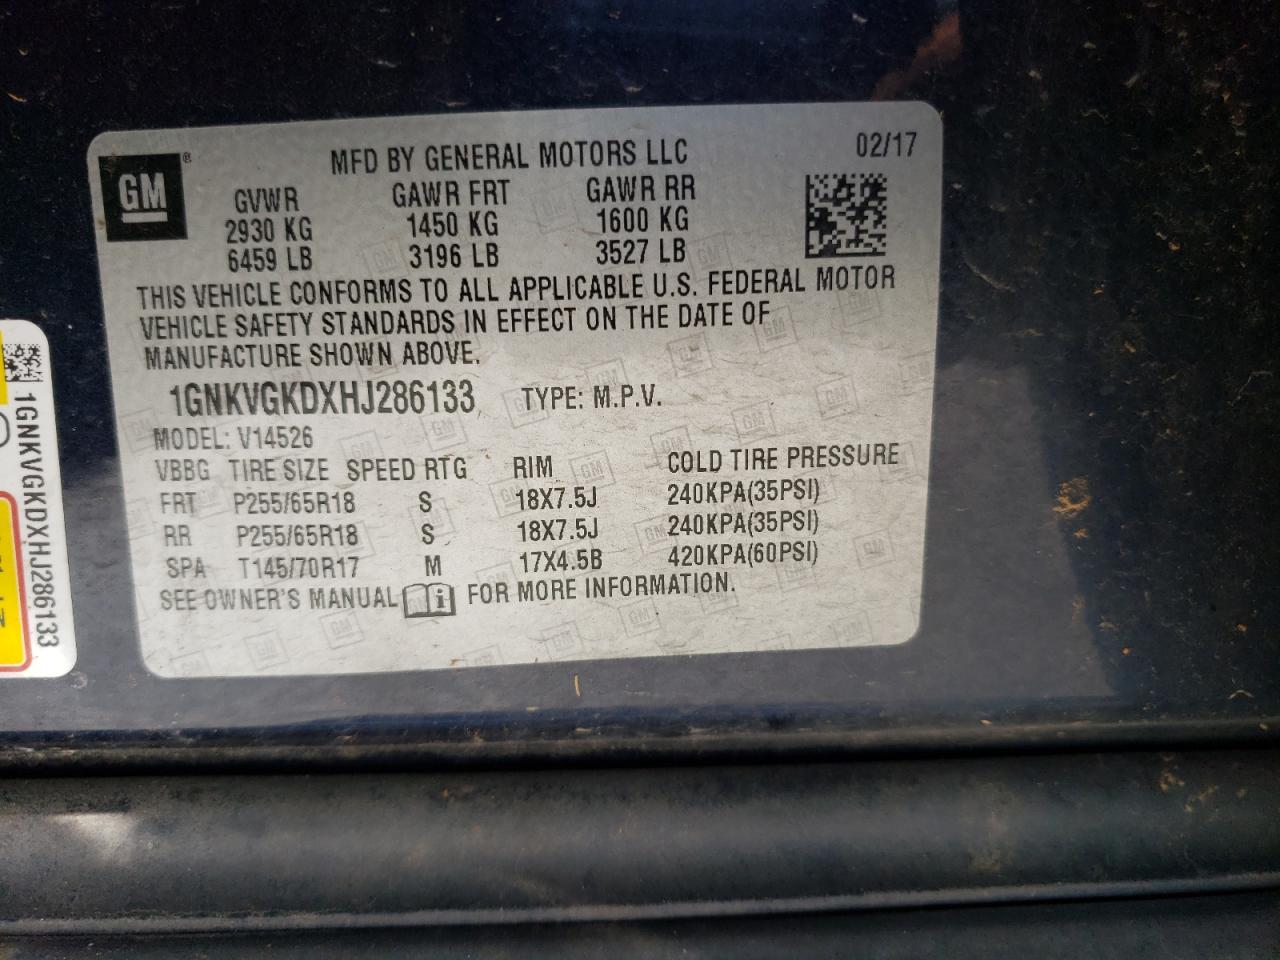 GM ®
MFD BY GENERAL MOTORS LLC 02/17
GVWR GAWR FRT GAWR RR
2930 KG 1450 KG 1600 KG
6459 LB 3196 LB 3527 LB
THIS VEHICLE CONFORMS TO ALL APPLICABLE U.S. FEDERAL MOTOR
VEHICLE SAFETY STANDARDS IN EFFECT ON THE DATE OF
MANUFACTURE SHOWN ABOVE.
1GNKVGKDXHJ286133 TYPE: M.P.V.
MODEL: V14526
VBBG TIRE SIZE SPEED RTG RIM COLD TIRE PRESSURE
FRT P255/65R18 S 18X7.5J 240KPA(35PSI)
RR P255/65R18 S 18X7.5J 240KPA(35PSI)
SPA T145/70R17 M 17X4.5B 420KPA(60PSI)
SEE OWNER'S MANUAL i FOR MORE INFORMATION.
1GNKVGKDXHJ286133